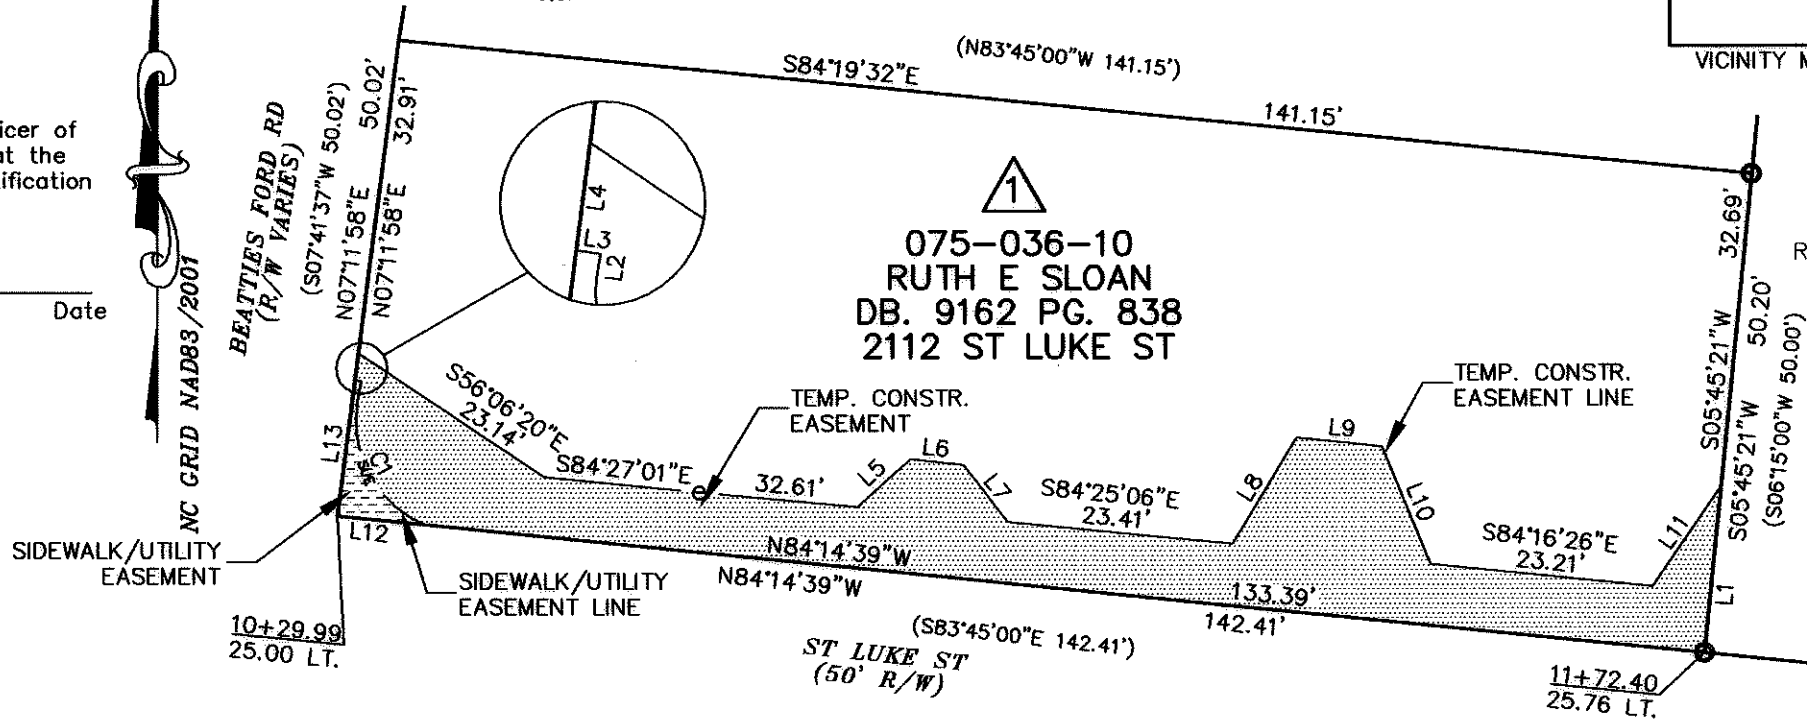 (N83°45'00"W 141.15')
S84°19'32"E
141.15'
VICINITY M
icer of
at the
ification
Date
NC GRID NAD83/2001
BEATTIES FORD RD
(R/W VARIES)
(S07°41'37"W 50.02')
N07°11'58"E 50.02'
N07°11'58"E 32.91'
L4
L3
L2
1
075-036-10
RUTH E SLOAN
DB. 9162 PG. 838
2112 ST LUKE ST
32.69'
R
S05°45'21"W
S05°45'21"W 50.20'
(S06°15'00"W 50.00')
TEMP. CONSTR.
EASEMENT LINE
TEMP. CONSTR.
EASEMENT
S56°06'20"E
23.14'
S84°27'01"E
32.61'
L5
L6
L7
S84°25'06"E
23.41'
L8
L9
L10
S84°16'26"E
23.21'
L11
L1
L13
C1
L12
SIDEWALK/UTILITY
EASEMENT
SIDEWALK/UTILITY
EASEMENT LINE
N84°14'39"W
133.39'
N84°14'39"W
142.41'
(S83°45'00"E 142.41')
ST LUKE ST
(50' R/W)
10+29.99
25.00 LT.
11+72.40
25.76 LT.